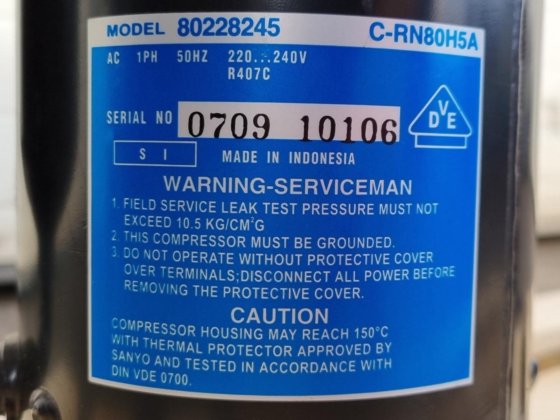 MODEL 80228245 C-RN80H5A
AC 1PH 50HZ 220...240V
R407C
SERIAL NO 0709 10106
DVE
S I MADE IN INDONESIA
WARNING-SERVICEMAN
1. FIELD SERVICE LEAK TEST PRESSURE MUST NOT
EXCEED 10.5 KG/CM²G
2. THIS COMPRESSOR MUST BE GROUNDED.
3. DO NOT OPERATE WITHOUT PROTECTIVE COVER
OVER TERMINALS;DISCONNECT ALL POWER BEFORE
REMOVING THE PROTECTIVE COVER.
CAUTION
COMPRESSOR HOUSING MAY REACH 150°C
WITH THERMAL PROTECTOR APPROVED BY
SANYO AND TESTED IN ACCORDANCE WITH
DIN VDE 0700.